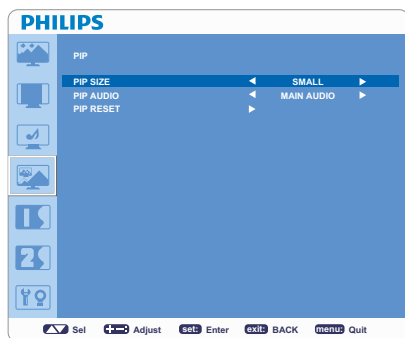 PHILIPS
PIP
PIP SIZE SMALL
PIP AUDIO MAIN AUDIO
PIP RESET
Sel Adjust set: Enter exit: BACK menu: Quit